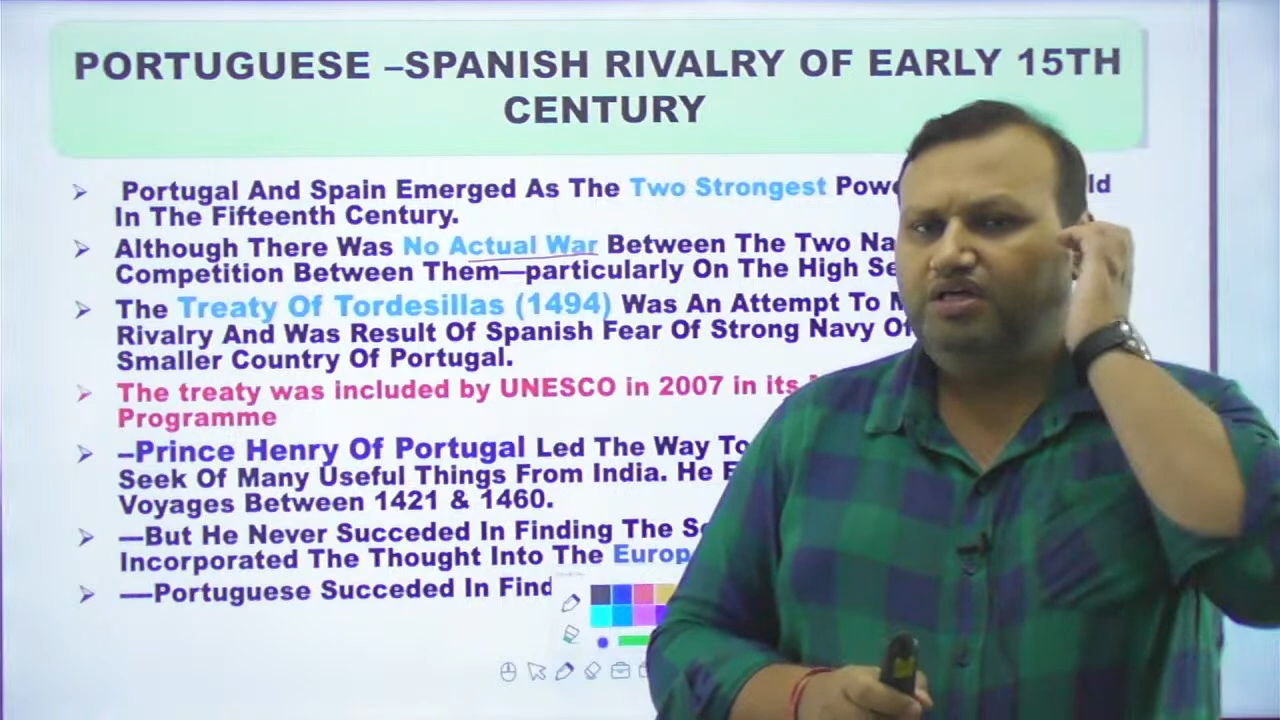 PORTUGUESE –SPANISH RIVALRY OF EARLY 15TH
CENTURY
➢ Portugal And Spain Emerged As The Two Strongest
In The Fifteenth Century.
➢ Although There Was No Actual War Between The Two
Competition Between Them—particularly On The High
➢ The Treaty Of Tordesillas (1494) Was An Attempt To
Rivalry And Was Result Of Spanish Fear Of Strong Navy
Smaller Country Of Portugal.
➢ The treaty was included by UNESCO in 2007 in its
Programme
➢ –Prince Henry Of Portugal Led The Way To
Seek Of Many Useful Things From India. He
Voyages Between 1421 & 1460.
➢ —But He Never Succeded In Finding The
Incorporated The Thought Into The
➢ —Portuguese Succeded In